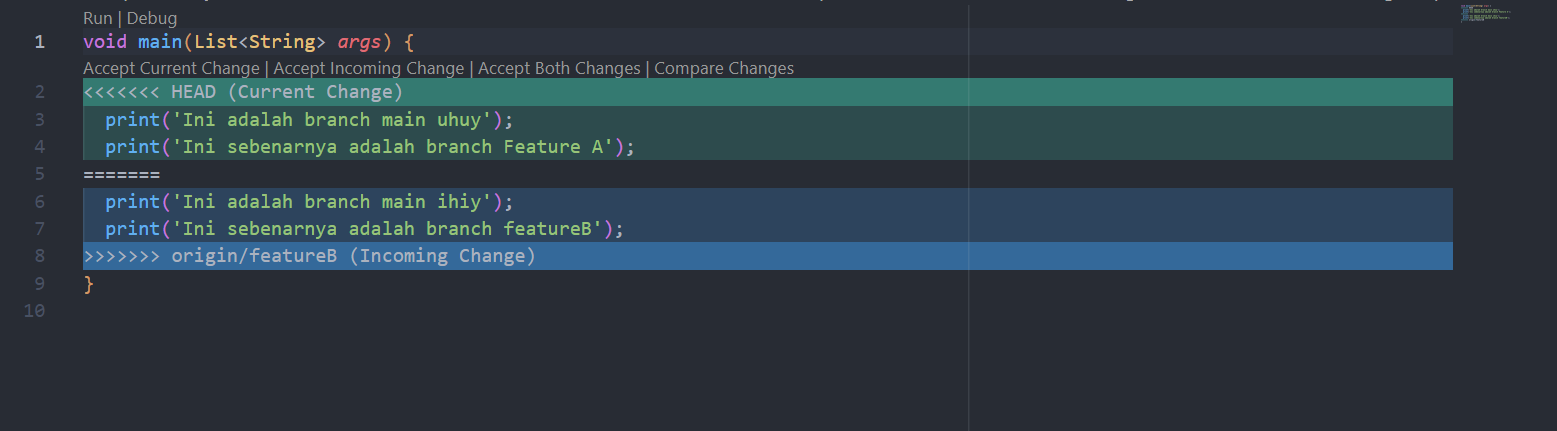 Run | Debug
1 void main(List<String> args) {
Accept Current Change | Accept Incoming Change | Accept Both Changes | Compare Changes
2 <<<<<<< HEAD (Current Change)
3   print('Ini adalah branch main uhuy');
4   print('Ini sebenarnya adalah branch Feature A');
5 =======
6   print('Ini adalah branch main ihiy');
7   print('Ini sebenarnya adalah branch featureB');
8 >>>>>>> origin/featureB (Incoming Change)
9 }
10